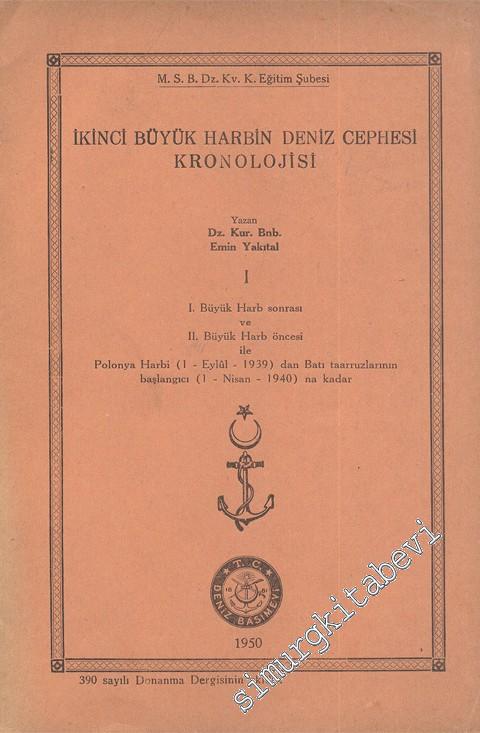 M. S. B. Dz. Kv. K. Eğitim Şubesi
İKİNCİ BÜYÜK HARBİN DENİZ CEPHESİ
KRONOLOJİSİ
Yazan
Dz. Kur. Bnb.
Emin Yakıtal
I
I. Büyük Harb sonrası
ve
II. Büyük Harb öncesi
ile
Polonya Harbi (1 - Eylûl - 1939) dan Batı taarruzlarının
başlangıcı (1 - Nisan - 1940) na kadar
T. C.
DENİZ BASIMEVİ
1950
390 sayılı Donanma Dergisinin
simurgkitabevi